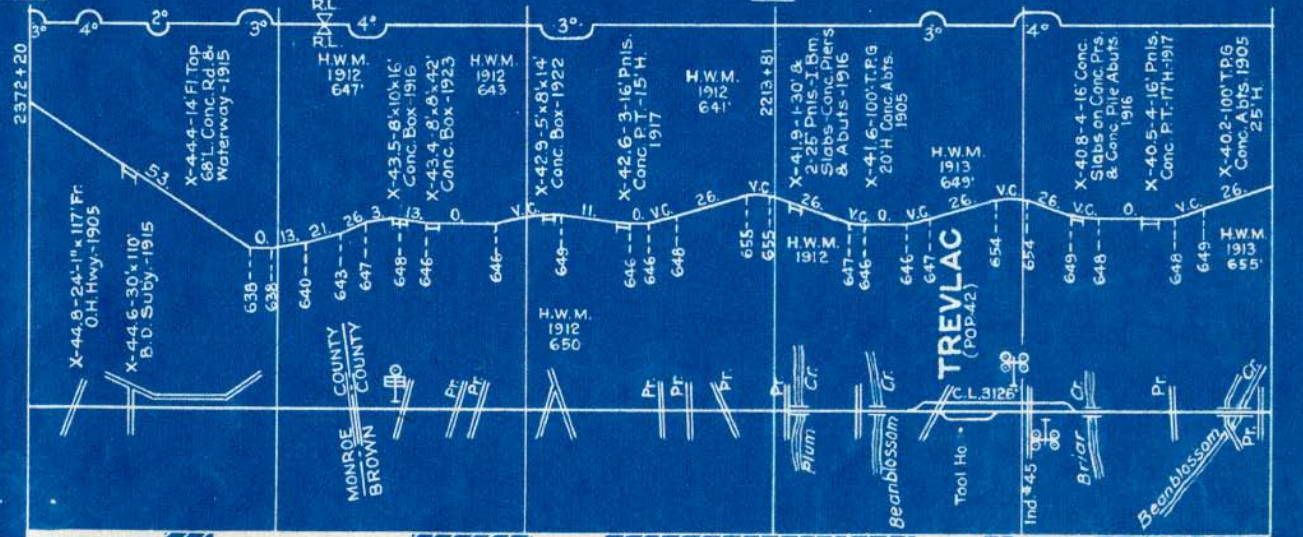 R.L.
R.L.
3°
4°
2°
3°
4°
3°
3°
4°
2372+20
2213+81
X-44.8-24'-1"x117' Fr.
O.H. Hwy.-1905
X-44.6-30'x110'
B.D. Suby.-1915
X-44.4-14' Fl. Top
68'L. Conc. Rd. &
Waterway-1915
H.W.M.
1912
647'
X-43.5-8'x10'x16'
Conc. Box-1916
X-43.4-8'x8'x42'
Conc. Box-1923
H.W.M.
1912
643'
X-42.9-5'x8'x14'
Conc. Box-1922
X-42.6-3-16' Pnls.
Conc. P.T.-15'H.
1917
H.W.M.
1912
641'
X-41.9-1-30' &
2-25' Pnls-I.Bm
Slabs-Conc. Piers
& Abuts-1916
X-41.6-100' T.P.G.
20'H Conc. Abts.
1905
H.W.M.
1913
649'
X-40.8-4-16' Conc.
Slabs on Conc. Prs.
& Conc. Pile Abuts.
1916
X-40.5-4-16' Pnls.
Conc. P.T. 17'H.-1917
X-40.2-100' T.P.G
Conc. Abts. 1905
25'H.
53.
0.
13.
21.
26.
3.
13.
0.
V.C.
11.
0.
V.C.
26.
V.C.
26.
V.C.
0.
V.C.
26.
V.C.
26.
V.C.
0.
V.C.
26.
638
638
640
643
647
648
646
646
649
646
646
648
655
655
647
646
646
647
654
654
649
648
648
649
H.W.M.
1912
650
H.W.M.
1912
H.W.M.
1913
655'
TREVLAC
(POP. 42)
MONROE COUNTY
BROWN COUNTY
Pr.
Pr.
Pr.
Pr.
Pr.
Pr.
Plum Cr.
Beanblossom Cr.
Tool Ho
C.L. 3126'
Ind. #45
Briar Cr.
Beanblossom Cr.
Pr.
Pr.